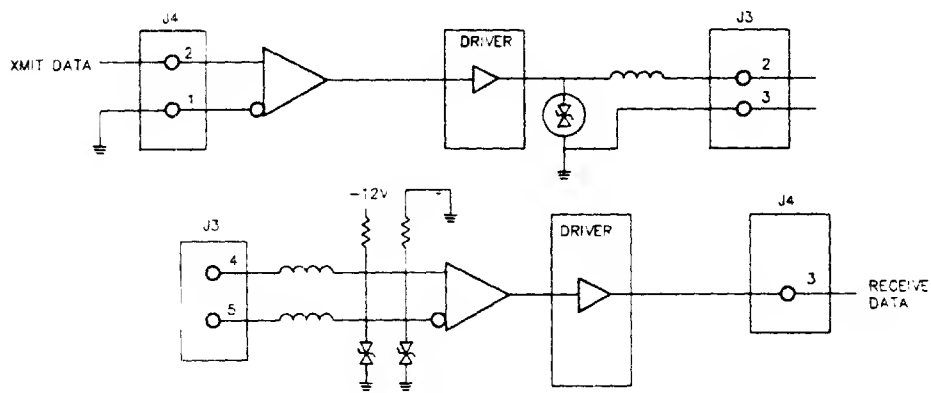 J4
J3
DRIVER
XMIT DATA
2
1
2
3
-12V
J3
J4
DRIVER
4
5
3
RECEIVE
DATA